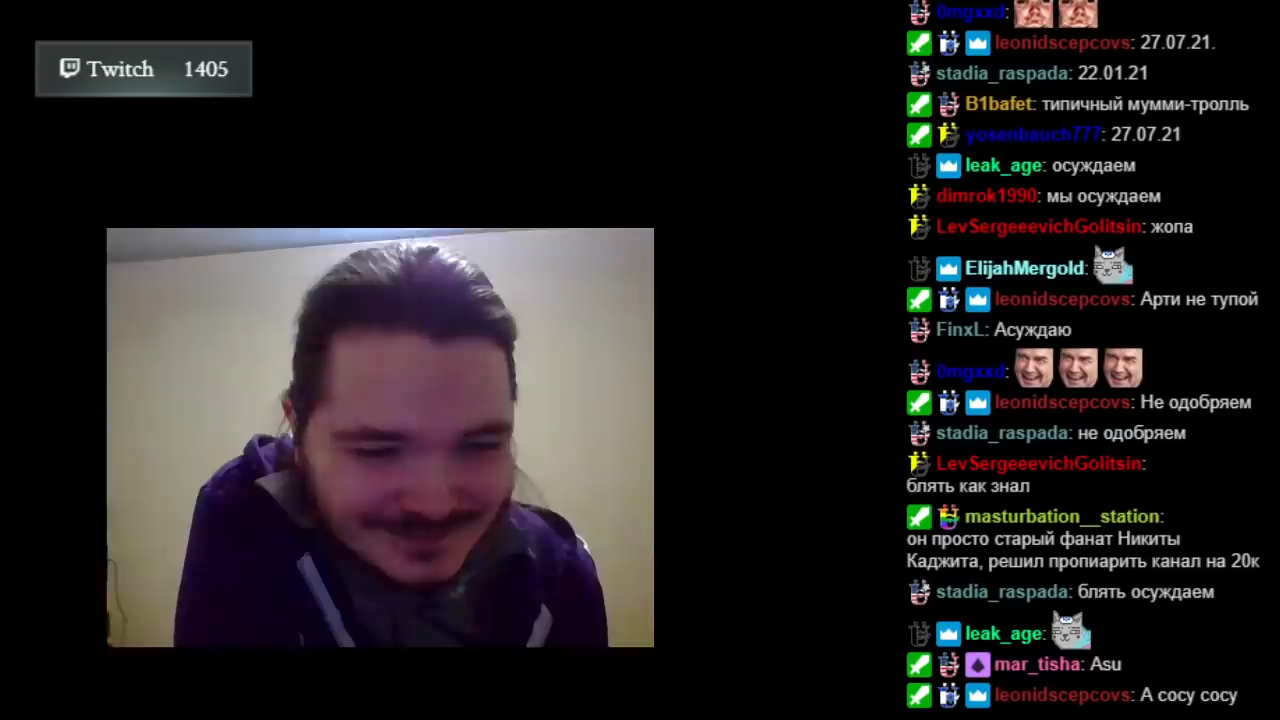 Twitch 1405
0mgxxd:
leonidscepcovs: 27.07.21.
stadia_raspada: 22.01.21
B1bafet: типичный мумми-тролль
yosenbauch777: 27.07.21
leak_age: осуждаем
dimrok1990: мы осуждаем
LevSergeeevichGolitsin: жопа
ElijahMergold:
leonidscepcovs: Арти не тупой
FinxL: Асуждаю
0mgxxd:
leonidscepcovs: Не одобряем
stadia_raspada: не одобряем
LevSergeeevichGolitsin:
блять как знал
masturbation__station:
он просто старый фанат Никиты
Каджита, решил пропиарить канал на 20к
stadia_raspada: блять осуждаем
leak_age:
mar_tisha: Asu
leonidscepcovs: А сосу сосу